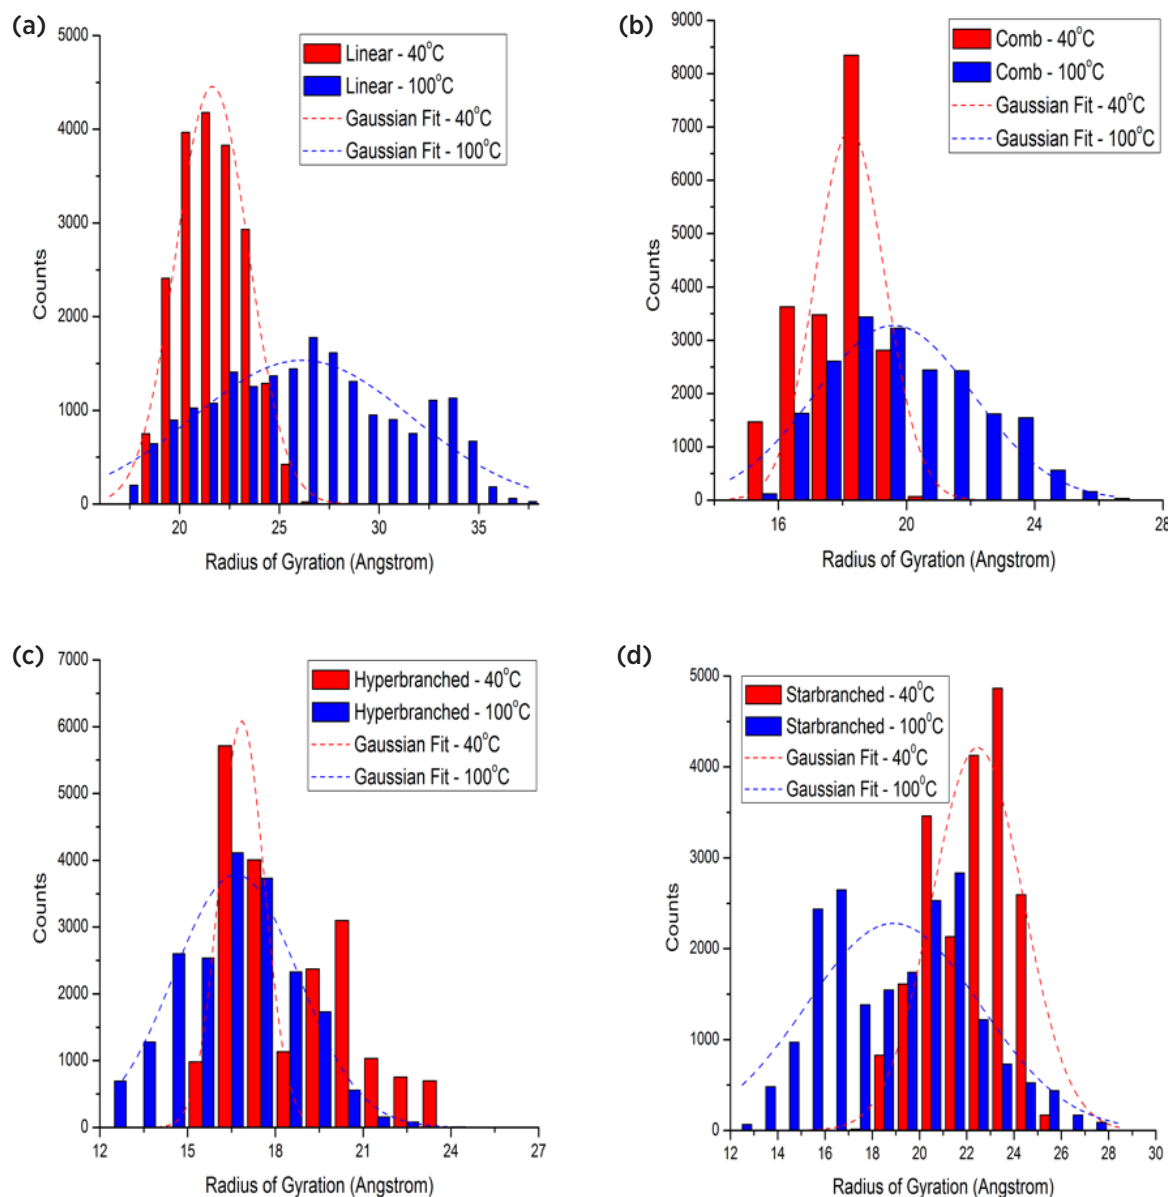 (a)
5000
4000
3000
2000
1000
0
Counts
Linear - 40°C
Linear - 100°C
Gaussian Fit - 40°C
Gaussian Fit - 100°C
20 25 30 35
Radius of Gyration (Angstrom)
(b)
9000
8000
7000
6000
5000
4000
3000
2000
1000
0
Counts
Comb - 40°C
Comb - 100°C
Gaussian Fit - 40°C
Gaussian Fit - 100°C
16 20 24 28
Radius of Gyration (Angstrom)
(c)
7000
6000
5000
4000
3000
2000
1000
0
Counts
Hyperbranched - 40°C
Hyperbranched - 100°C
Gaussian Fit - 40°C
Gaussian Fit - 100°C
12 15 18 21 24 27
Radius of Gyration (Angstrom)
(d)
5000
4000
3000
2000
1000
0
Counts
Starbranched - 40°C
Starbranched - 100°C
Gaussian Fit - 40°C
Gaussian Fit - 100°C
12 14 16 18 20 22 24 26 28 30
Radius of Gyration (Angstrom)